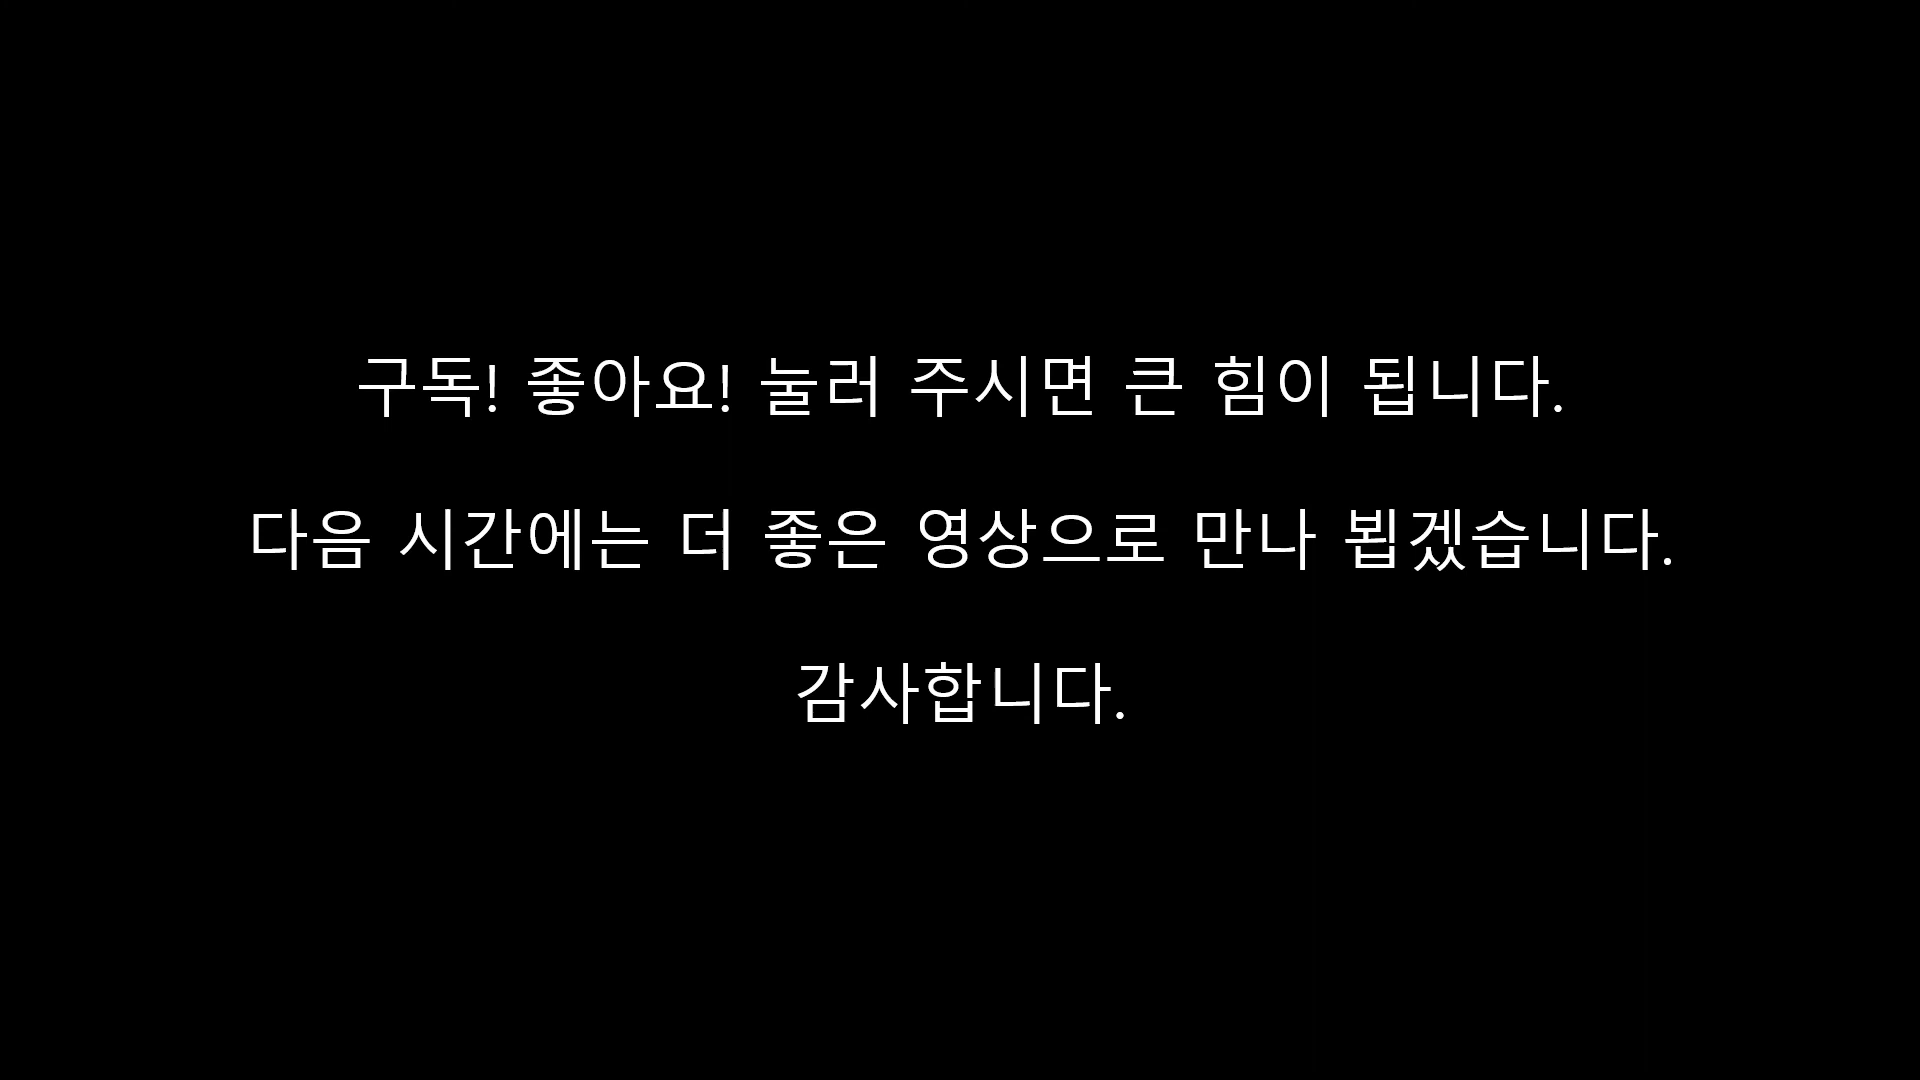 구독! 좋아요! 눌러 주시면 큰 힘이 됩니다.
다음 시간에는 더 좋은 영상으로 만나 뵙겠습니다.
감사합니다.